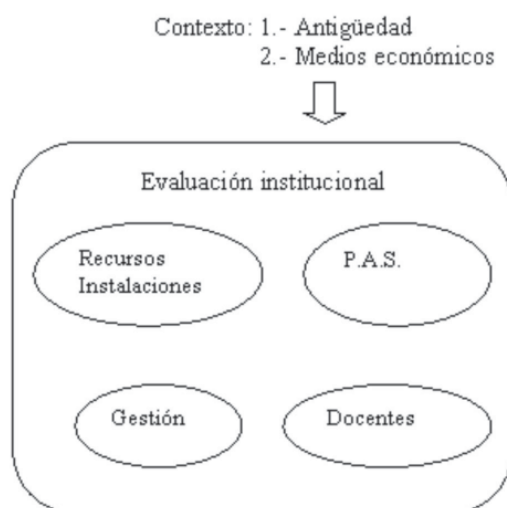 Contexto: 1.- Antigüedad
2.- Medios económicos
Evaluación institucional
Recursos
Instalaciones
P.A.S.
Gestión
Docentes